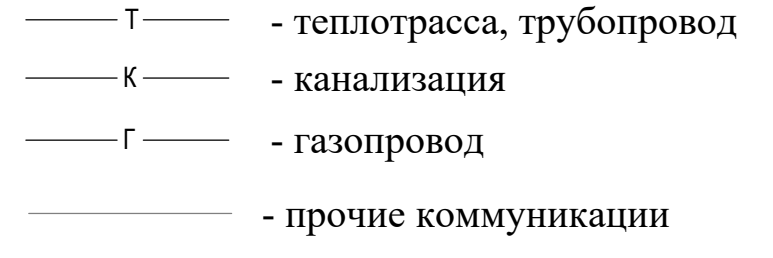 Т - теплотрасса, трубопровод
К - канализация
Г - газопровод
- прочие коммуникации